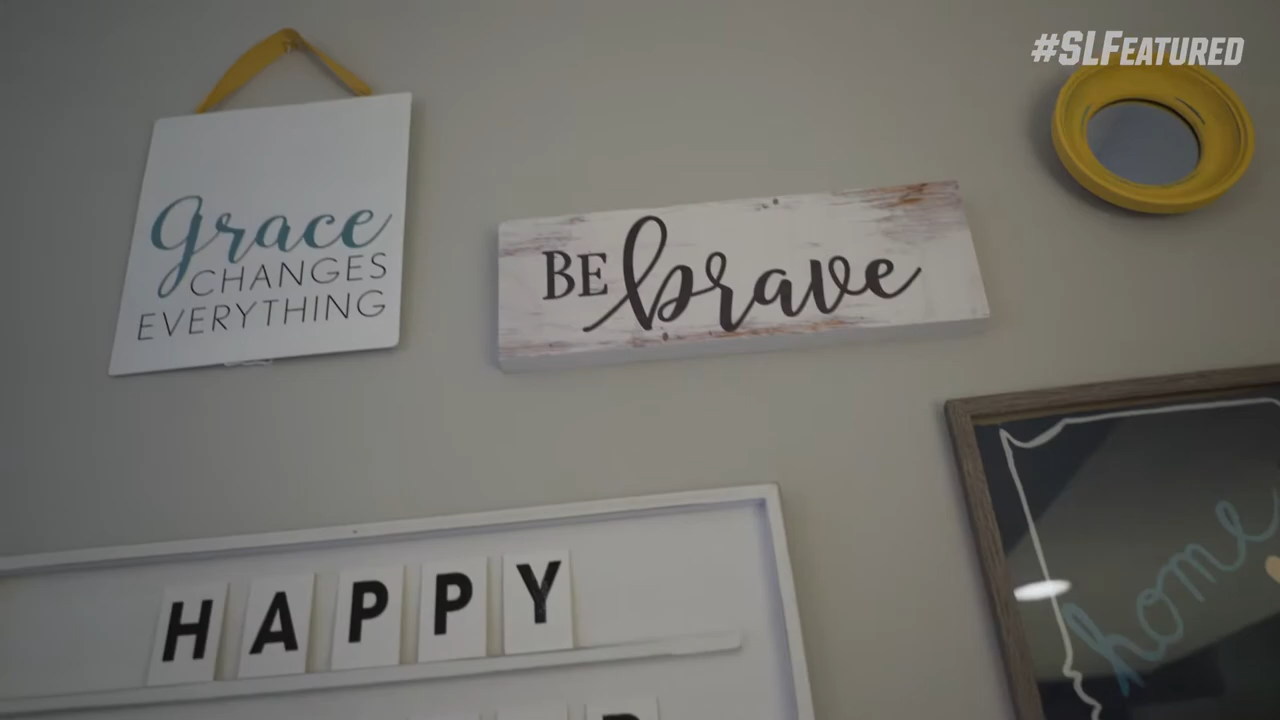 #SLFEATURED
grace
CHANGES
EVERYTHING
BE brave
HAPPY
home